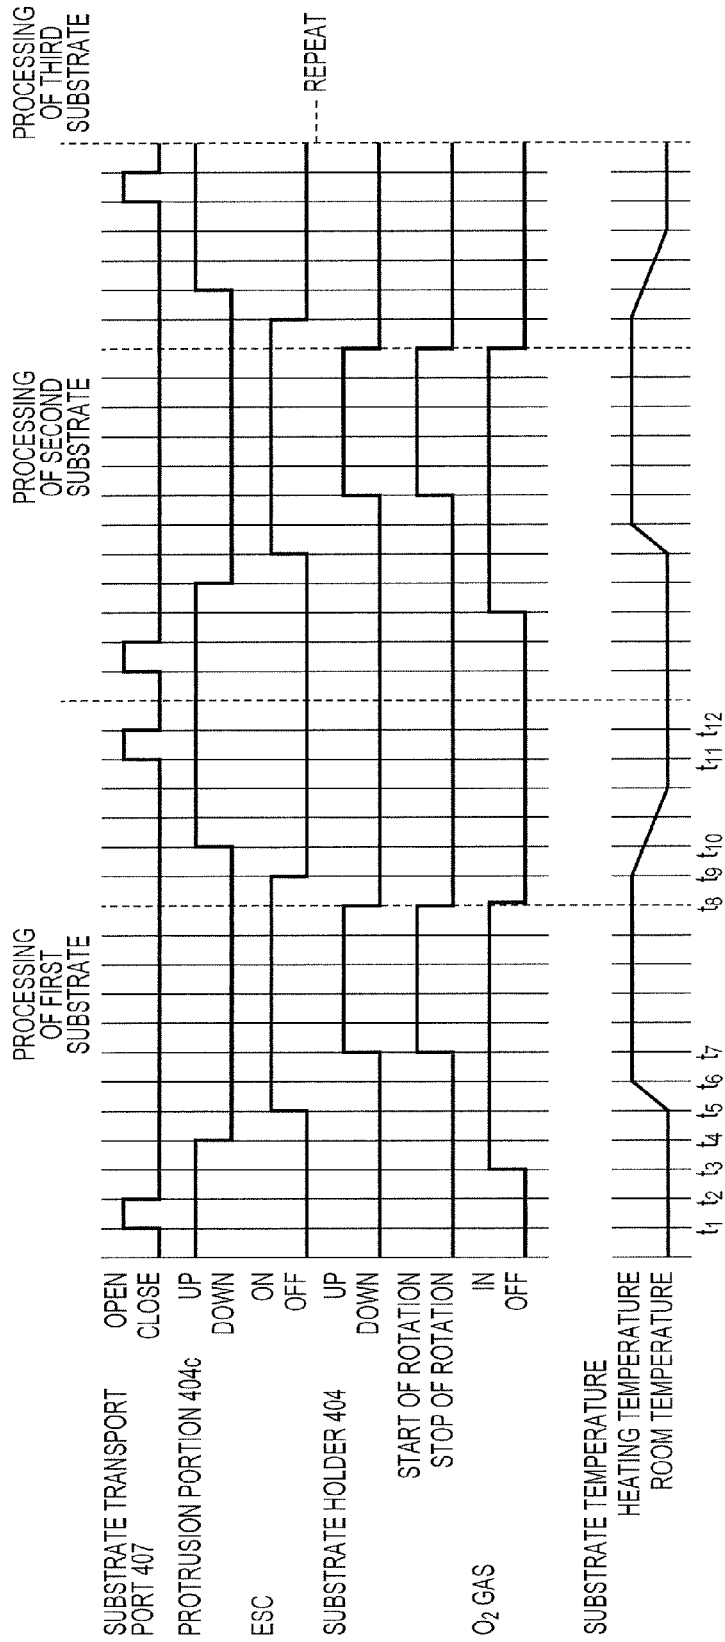 PROCESSING
OF FIRST
SUBSTRATE
PROCESSING
OF SECOND
SUBSTRATE
PROCESSING
OF THIRD
SUBSTRATE
SUBSTRATE TRANSPORT
PORT 407
OPEN
CLOSE
PROTRUSION PORTION 404c
UP
DOWN
ESC
ON
OFF
SUBSTRATE HOLDER 404
UP
DOWN
START OF ROTATION
STOP OF ROTATION
O₂ GAS
IN
OFF
REPEAT
SUBSTRATE TEMPERATURE
HEATING TEMPERATURE
ROOM TEMPERATURE
t₁ t₂ t₃ t₄ t₅ t₆ t₇ t₈ t₉ t₁₀ t₁₁ t₁₂